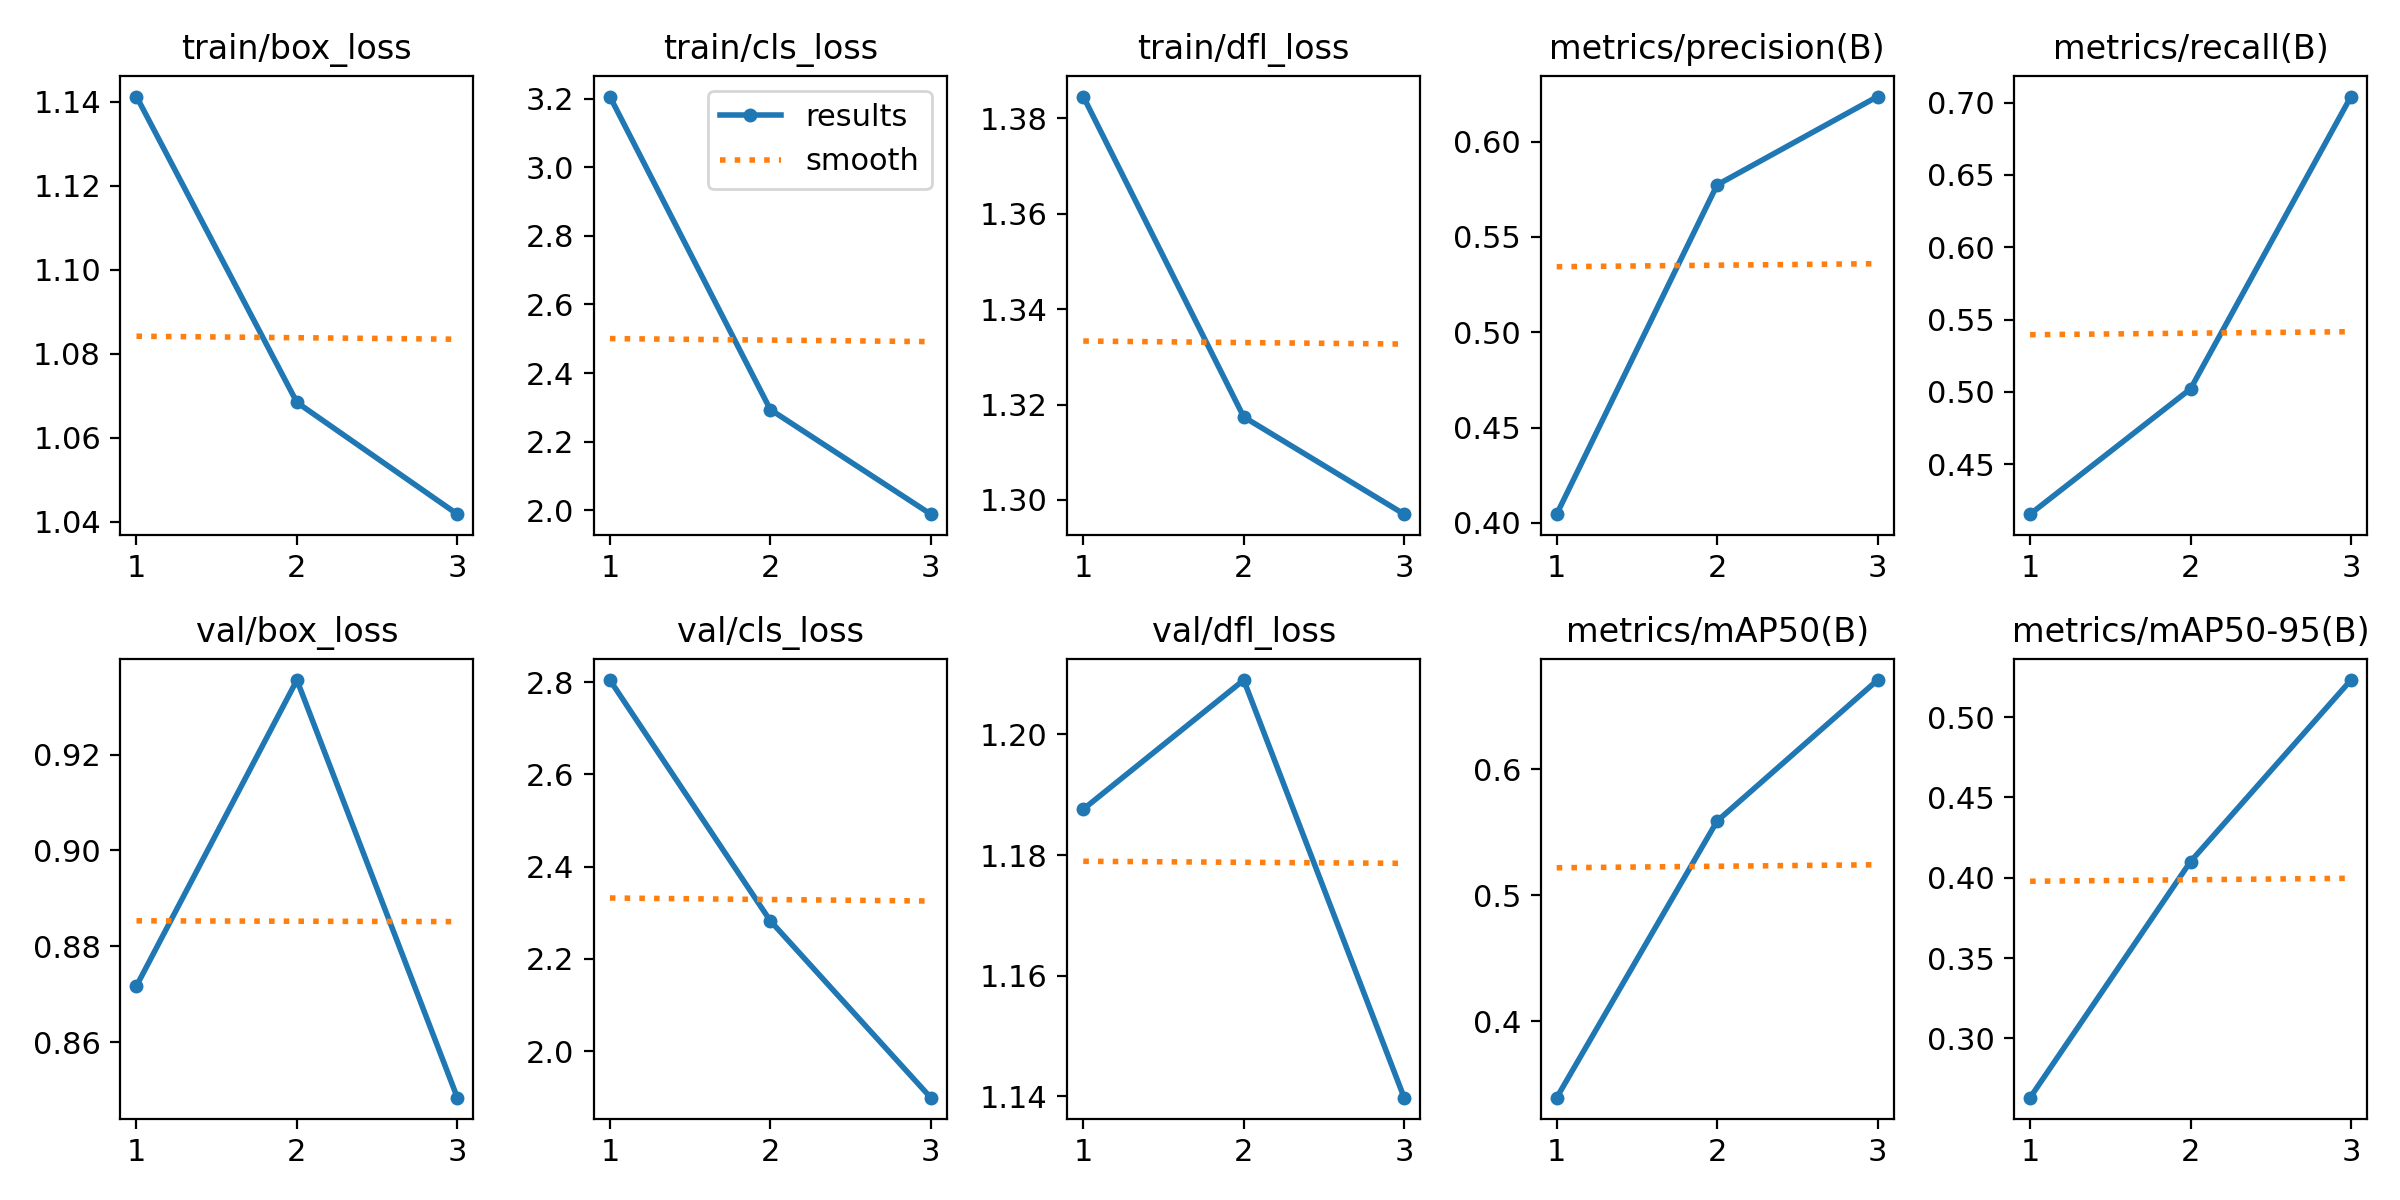 train/box_loss
1.14
1.12
1.10
1.08
1.06
1.04
1 2 3
train/cls_loss
results
smooth
3.2
3.0
2.8
2.6
2.4
2.2
2.0
1 2 3
train/dfl_loss
1.38
1.36
1.34
1.32
1.30
1 2 3
metrics/precision(B)
0.60
0.55
0.50
0.45
0.40
1 2 3
metrics/recall(B)
0.70
0.65
0.60
0.55
0.50
0.45
1 2 3
val/box_loss
0.92
0.90
0.88
0.86
1 2 3
val/cls_loss
2.8
2.6
2.4
2.2
2.0
1 2 3
val/dfl_loss
1.20
1.18
1.16
1.14
1 2 3
metrics/mAP50(B)
0.6
0.5
0.4
1 2 3
metrics/mAP50-95(B)
0.50
0.45
0.40
0.35
0.30
1 2 3